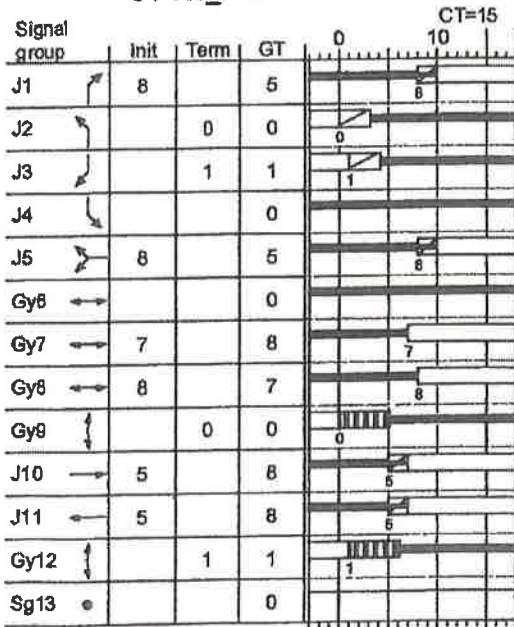 CT=15
Signal
group Init Term GT 0 10
J1 8 5 8
J2 0 0 0
J3 1 1 1
J4 0
J5 8 5 8
Gy6 0
Gy7 7 8 7
Gy8 8 7 8
Gy9 0 0 0
J10 5 8 5
J11 5 8 5
Gy12 1 1 1
Sg13 0